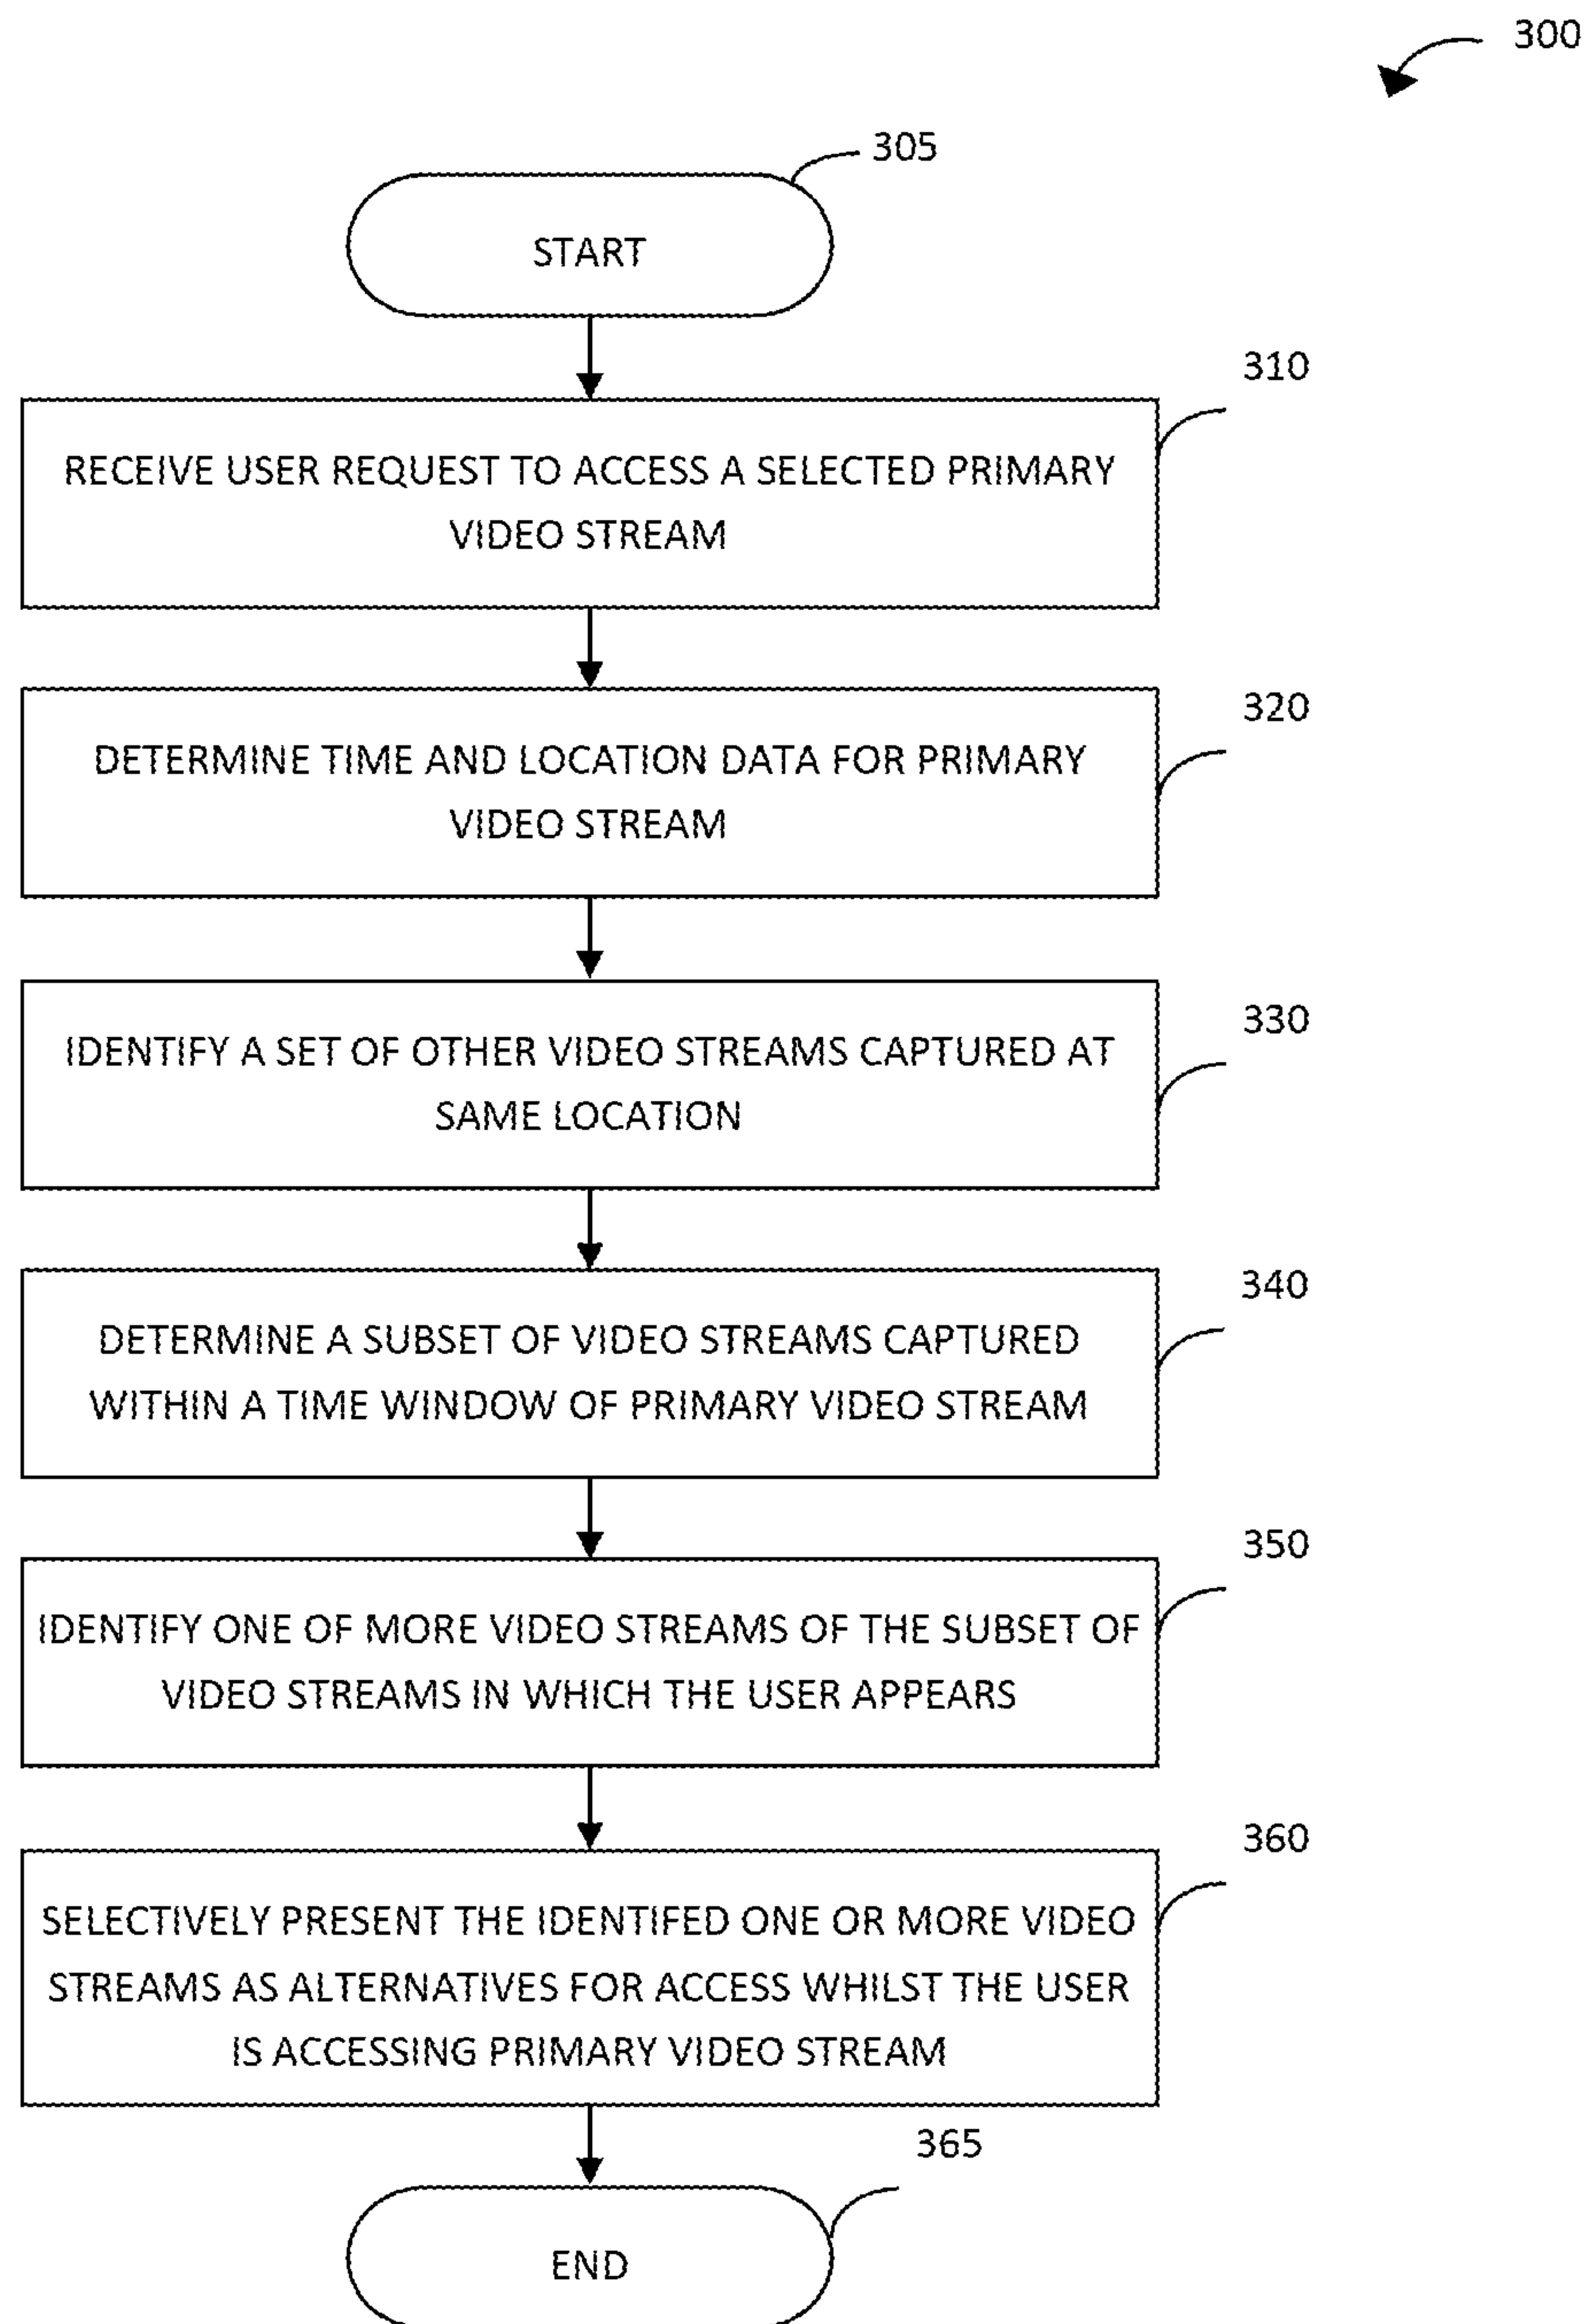 300
305
START
310
RECEIVE USER REQUEST TO ACCESS A SELECTED PRIMARY
VIDEO STREAM
320
DETERMINE TIME AND LOCATION DATA FOR PRIMARY
VIDEO STREAM
330
IDENTIFY A SET OF OTHER VIDEO STREAMS CAPTURED AT
SAME LOCATION
340
DETERMINE A SUBSET OF VIDEO STREAMS CAPTURED
WITHIN A TIME WINDOW OF PRIMARY VIDEO STREAM
350
IDENTIFY ONE OF MORE VIDEO STREAMS OF THE SUBSET OF
VIDEO STREAMS IN WHICH THE USER APPEARS
360
SELECTIVELY PRESENT THE IDENTIFED ONE OR MORE VIDEO
STREAMS AS ALTERNATIVES FOR ACCESS WHILST THE USER
IS ACCESSING PRIMARY VIDEO STREAM
365
END